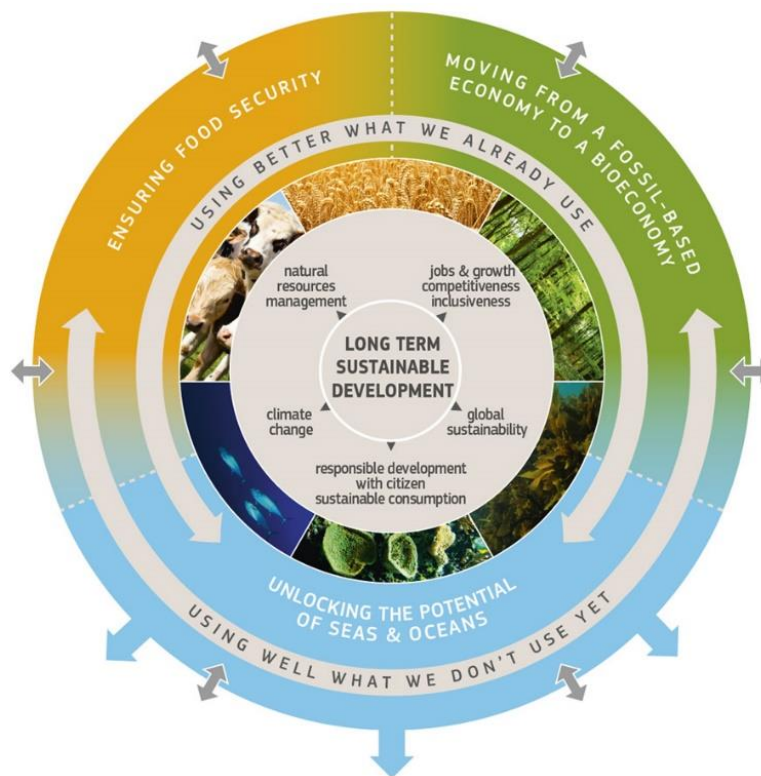 ENSURING FOOD SECURITY
MOVING FROM A FOSSIL-BASED
ECONOMY TO A BIOECONOMY
USING BETTER WHAT WE ALREADY USE
natural
resources
management
jobs & growth
competitiveness
inclusiveness
LONG TERM
SUSTAINABLE
DEVELOPMENT
climate
change
global
sustainability
responsible development
with citizen
sustainable consumption
UNLOCKING THE POTENTIAL
OF SEAS & OCEANS
USING WELL WHAT WE DON'T USE YET